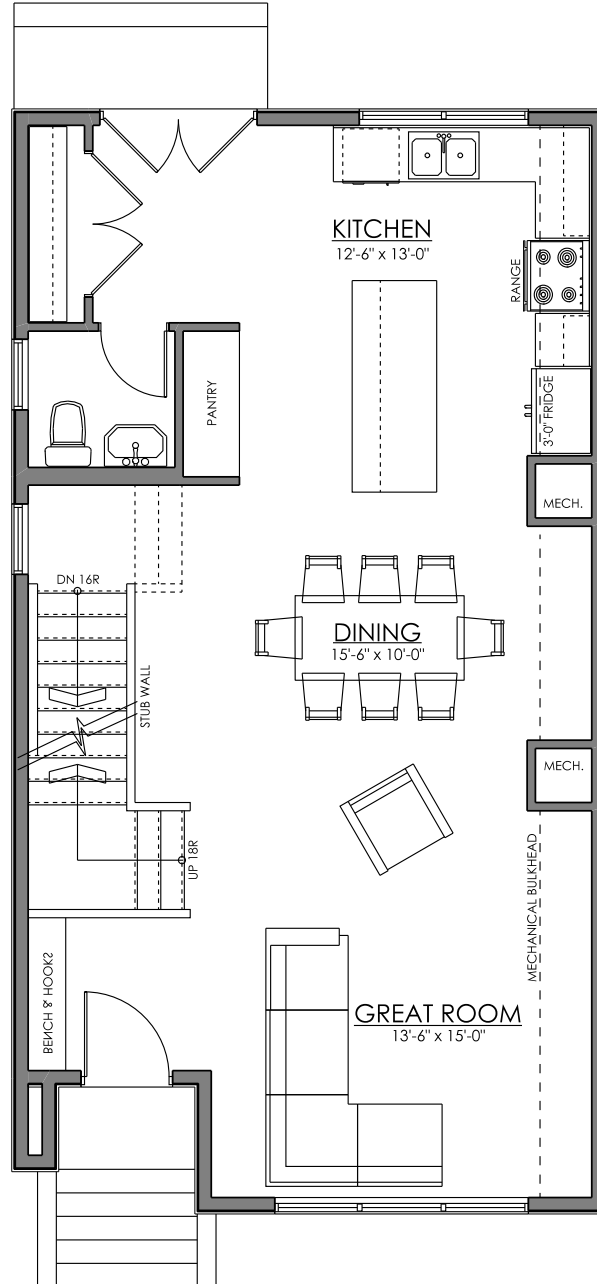 KITCHEN
12'-6" x 13'-0"
RANGE
PANTRY
3'-0" FRIDGE
MECH.
DN 16R
DINING
15'-6" x 10'-0"
STUB WALL
MECH.
UP 18R
MECHANICAL BULKHEAD
BENCH & HOOKS
GREAT ROOM
13'-6" x 15'-0"